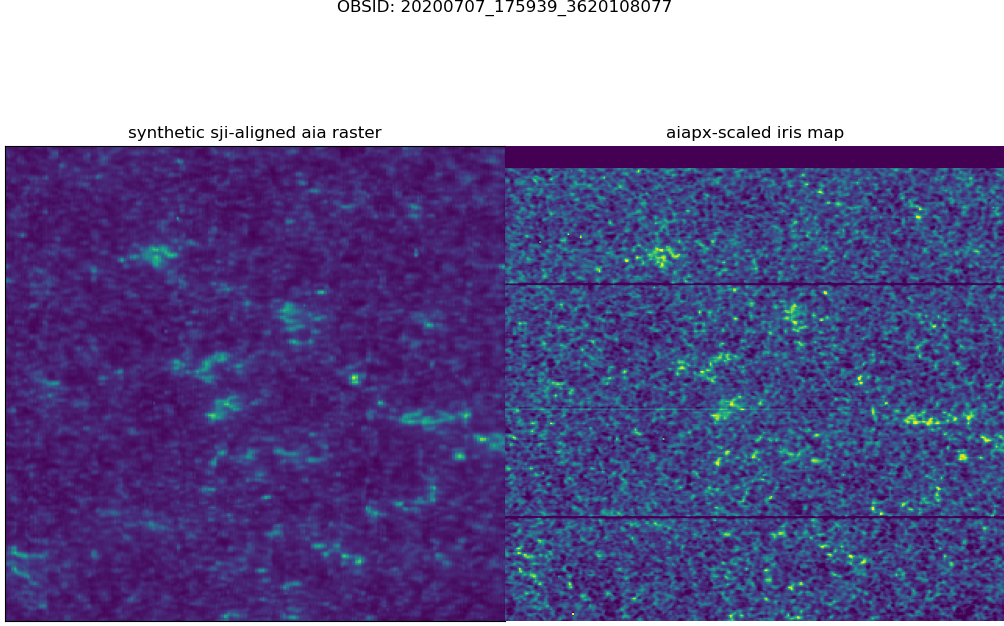 OBSID: 20200707_175939_3620108077
synthetic sji-aligned aia raster
aiapx-scaled iris map